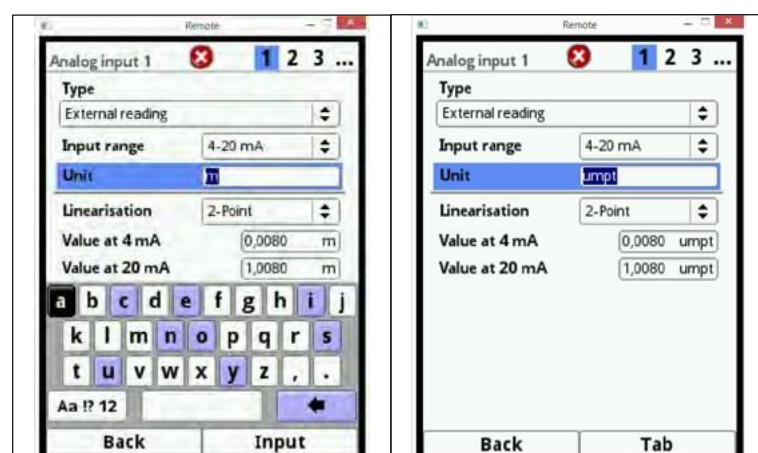 Remote
Analog input 1 1 2 3 ...
Type
External reading
Input range 4-20 mA
Unit m
Linearisation 2-Point
Value at 4 mA 0,0080 m
Value at 20 mA 1,0080 m
a b c d e f g h i j
k l m n o p q r s
t u v w x y z , .
Aa !? 12
Back Input
Remote
Analog input 1 1 2 3 ...
Type
External reading
Input range 4-20 mA
Unit umpt
Linearisation 2-Point
Value at 4 mA 0,0080 umpt
Value at 20 mA 1,0080 umpt
Back Tab